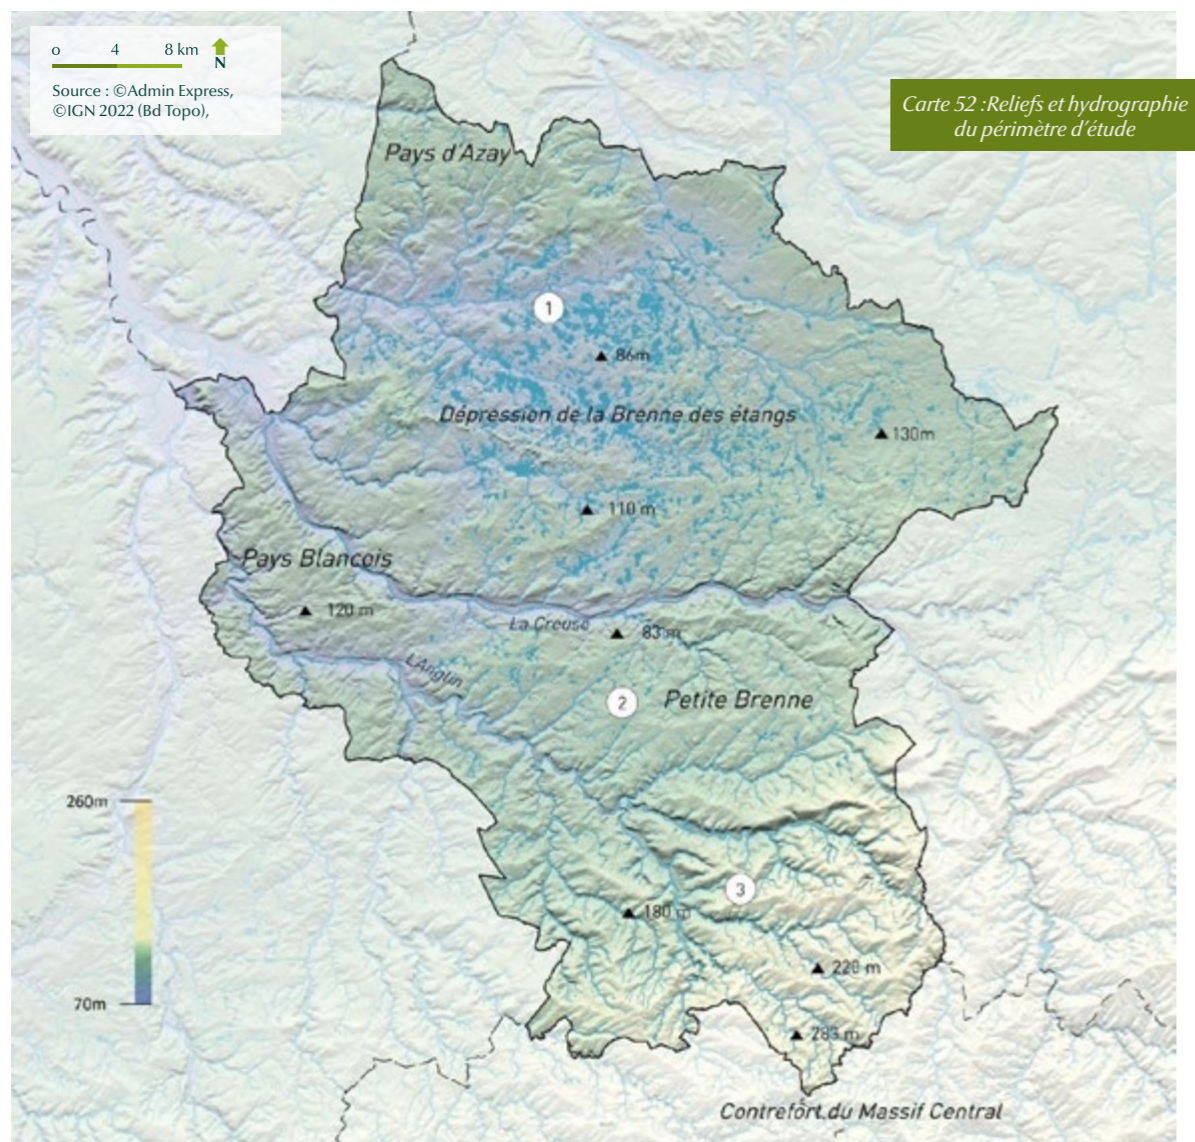 o 4 8 km
N
Source : ©Admin Express,
©IGN 2022 (Bd Topo),
Carte 52 :Reliefs et hydrographie
du périmètre d'étude
Pays d'Azay
1
86m
Dépression de la Brenne des étangs
130m
110 m
Pays Blancois
120 m
La Creuse
83 m
L'Anglin
2
Petite Brenne
260m
3
180 m
220 m
70m
283 m
Contrefort du Massif Central